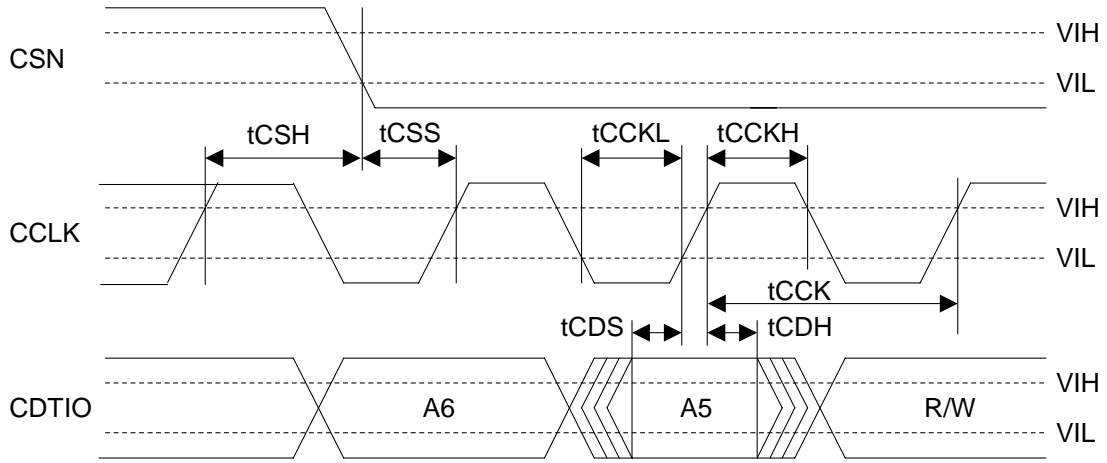 VIH
CSN
VIL
tCSH tCSS tCCKL tCCKH
VIH
CCLK
VIL
tCCK
tCDS tCDH
VIH
CDTIO A6 A5 R/W
VIL